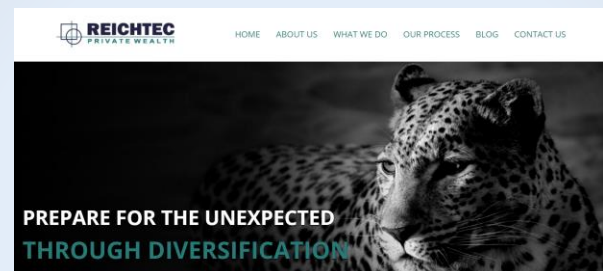 REICHTEC
PRIVATE WEALTH
HOME ABOUT US WHAT WE DO OUR PROCESS BLOG CONTACT US
PREPARE FOR THE UNEXPECTED
THROUGH DIVERSIFICATION